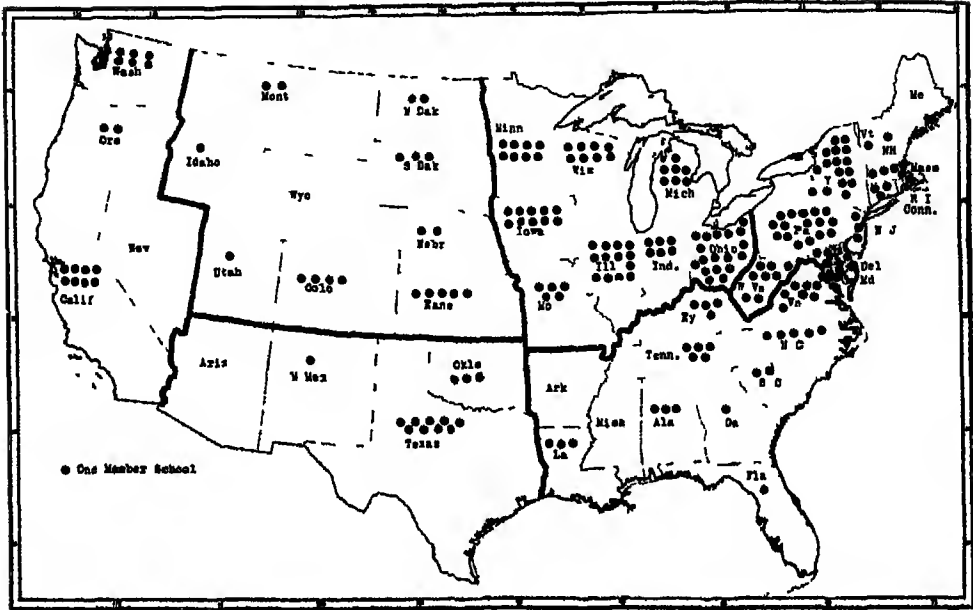 Wash
Mont
N Dak
Minn
Me
Vt
NH
Ore
Idaho
S Dak
Wis
Mich
Mass
R I
Conn.
Wyo
Y
Iowa
Pa
N J
Nev
Utah
Colo
Nebr
Ill
Ind.
Ohio
Del
Md
Calif
Kans
Mo
W Va
Va
Ky
N C
Tenn.
Aris
N Mex
Okla
Ark
S C
Texas
Miss
Ala
Ga
La
One Member School
Fla